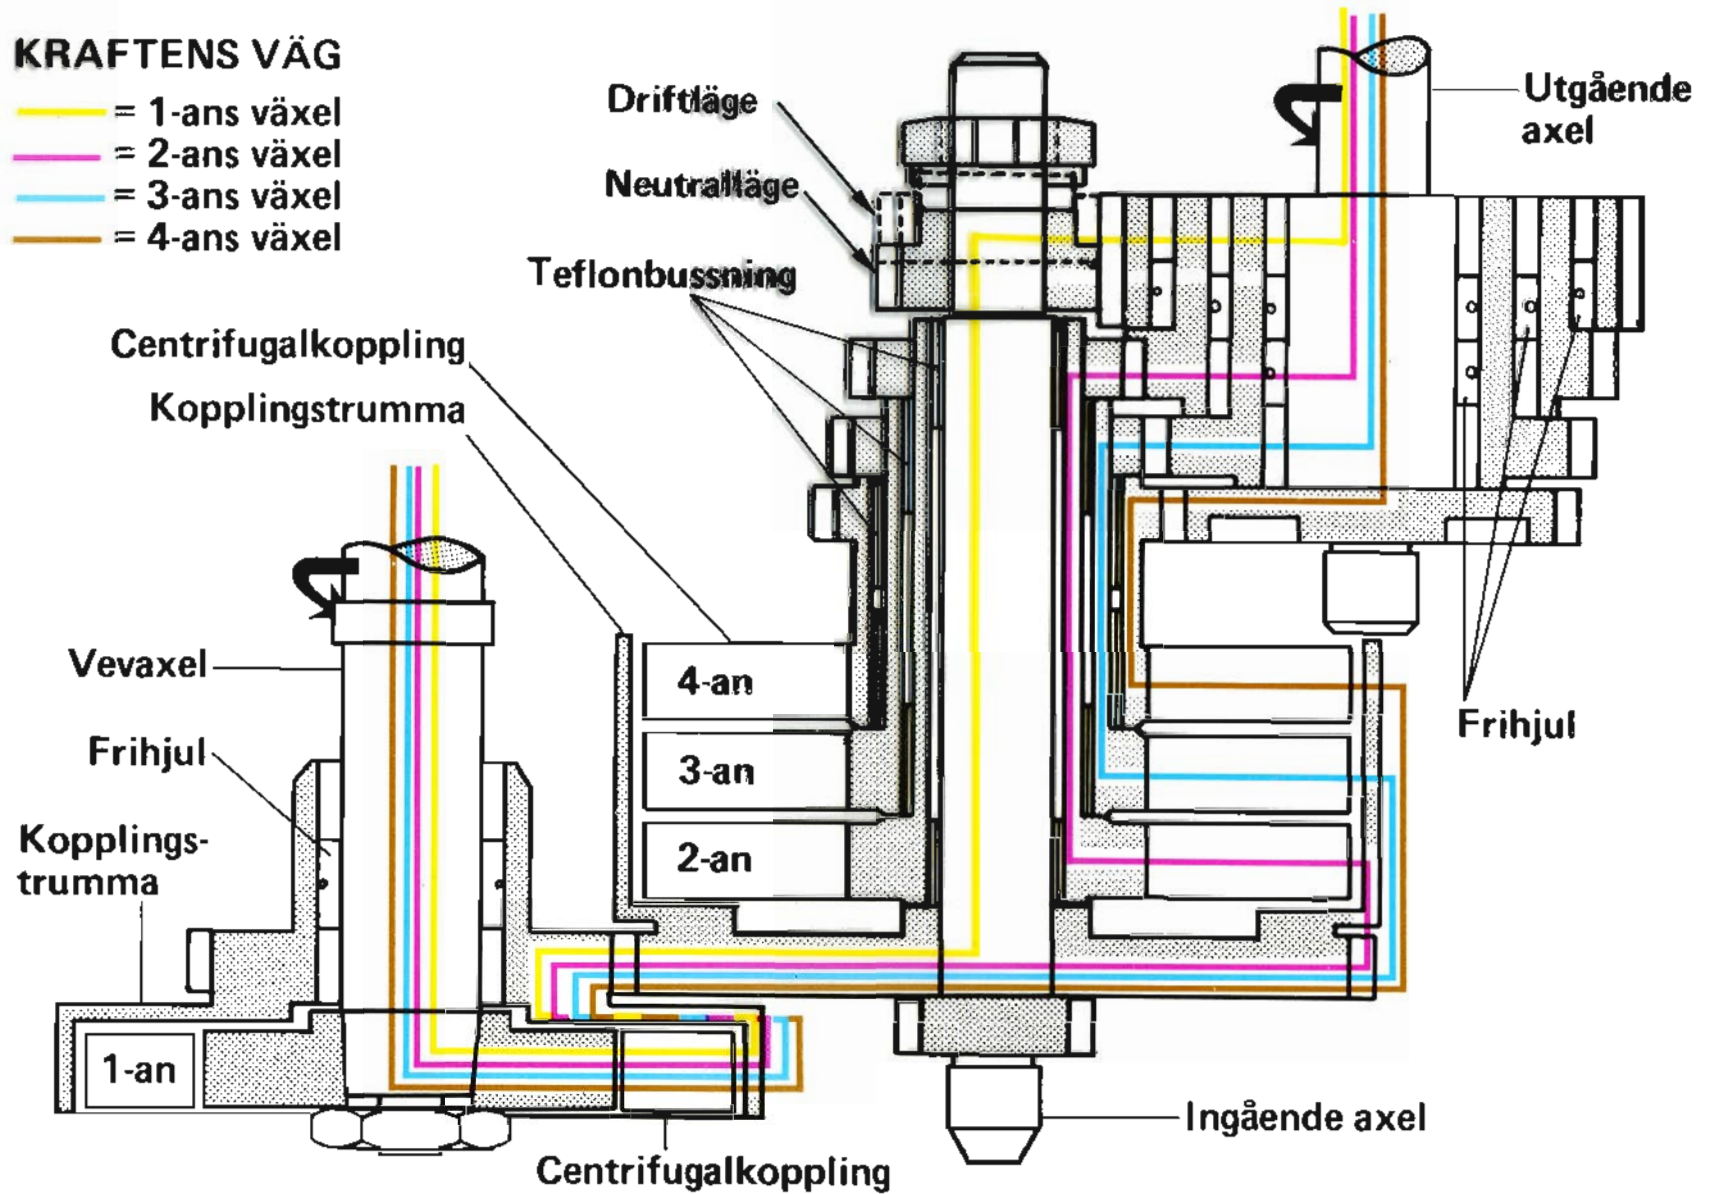 KRAFTENS VÄG
= 1-ans växel
= 2-ans växel
= 3-ans växel
= 4-ans växel
Driftläge
Neutralläge
Teflonbussning
Centrifugalkoppling
Kopplingstrumma
Utgående
axel
Vevaxel
Frihjul
Kopplings-
trumma
4-an
3-an
2-an
1-an
Frihjul
Ingående axel
Centrifugalkoppling